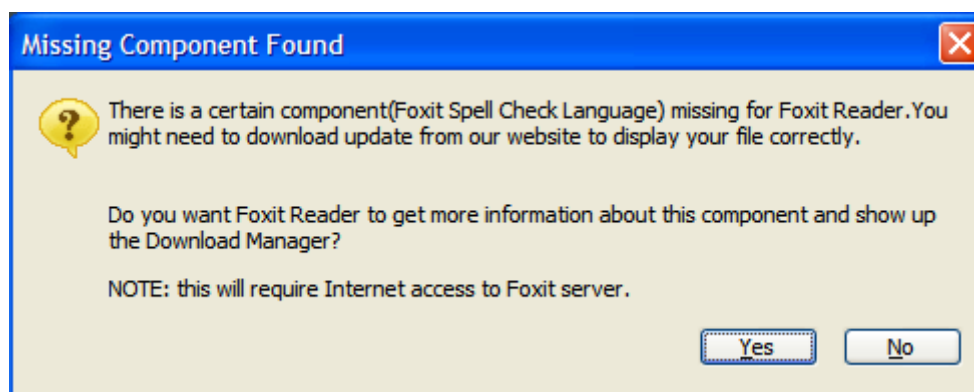 Missing Component Found
There is a certain component(Foxit Spell Check Language) missing for Foxit Reader.You
might need to download update from our website to display your file correctly.
Do you want Foxit Reader to get more information about this component and show up
the Download Manager?
NOTE: this will require Internet access to Foxit server.
Yes No